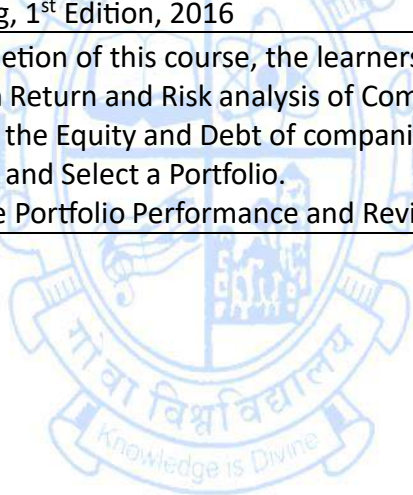 g, 1st Edition, 2016
letion of this course, the learners
n Return and Risk analysis of Com
the Equity and Debt of compani
and Select a Portfolio.
e Portfolio Performance and Revi
गोंवा विश्वविद्यालय
Knowledge is Divine